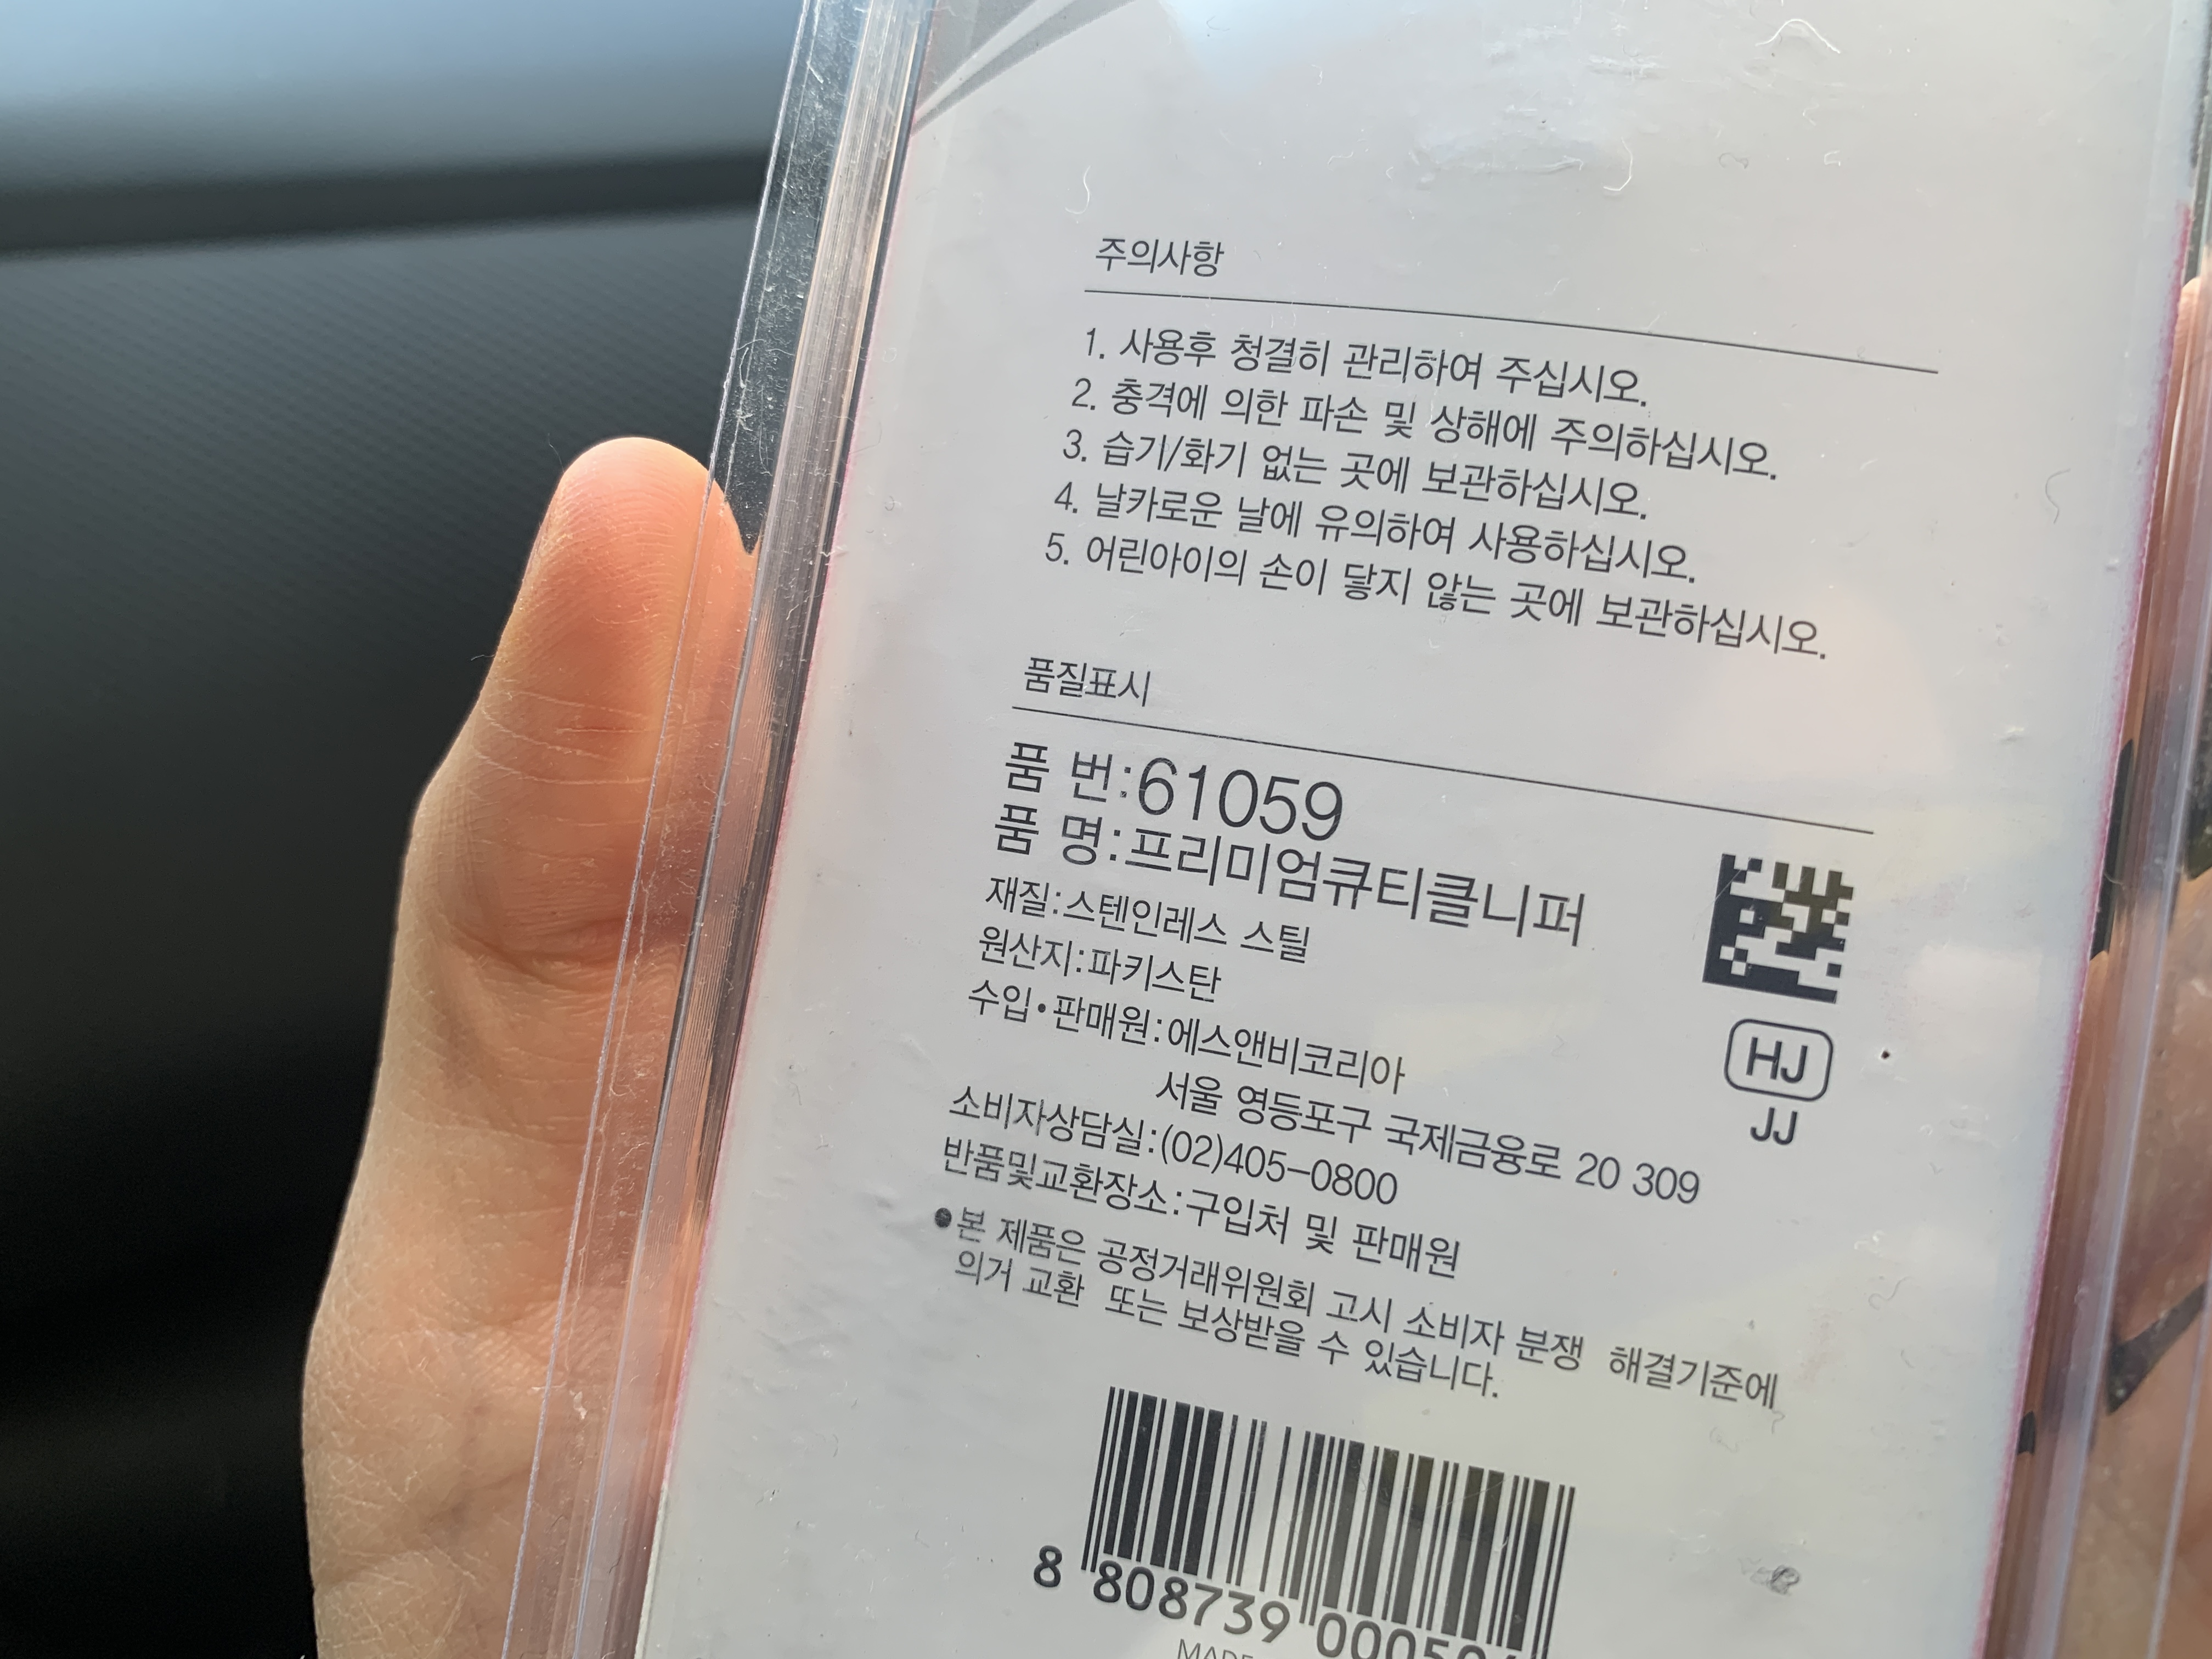 주의사항
1. 사용후 청결히 관리하여 주십시오.
2. 충격에 의한 파손 및 상해에 주의하십시오.
3. 습기/화기 없는 곳에 보관하십시오.
4. 날카로운 날에 유의하여 사용하십시오.
5. 어린아이의 손이 닿지 않는 곳에 보관하십시오.
품질표시
품 번:61059
품 명:프리미엄큐티클니퍼
재질:스텐인레스 스틸
원산지:파키스탄
수입•판매원:에스앤비코리아
서울 영등포구 국제금융로 20 309
소비자상담실:(02)405-0800
반품및교환장소:구입처 및 판매원
●본 제품은 공정거래위원회 고시 소비자 분쟁 해결기준에
의거 교환 또는 보상받을 수 있습니다.
HJ
JJ
8 808739